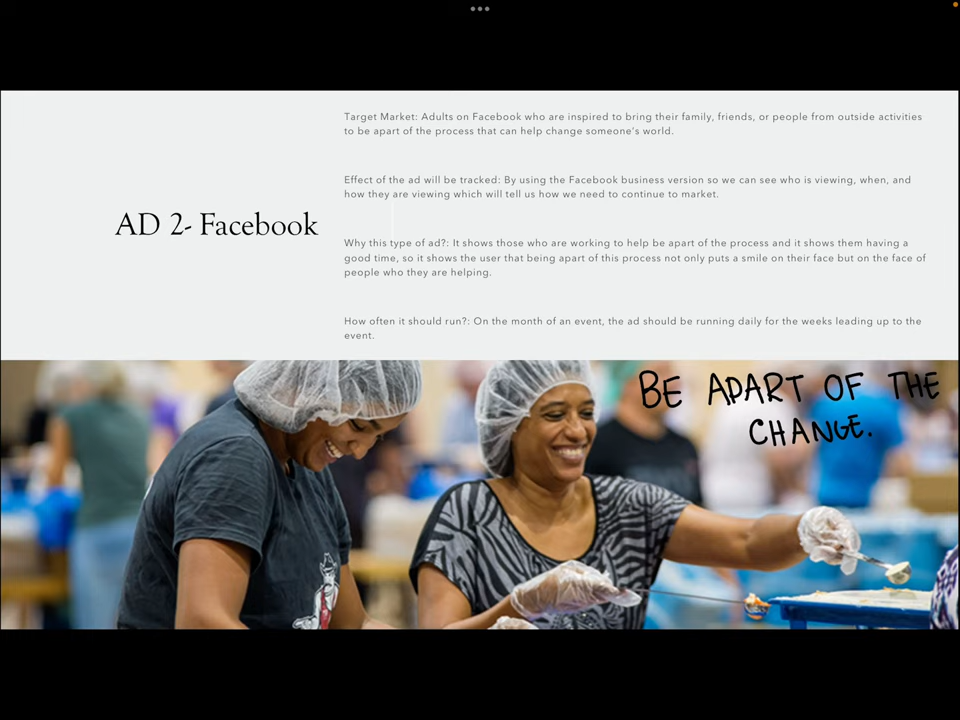 Target Market: Adults on Facebook who are inspired to bring their family, friends, or people from outside activities
to be apart of the process that can help change someone's world.
Effect of the ad will be tracked: By using the Facebook business version so we can see who is viewing, when, and
how they are viewing which will tell us how we need to continue to market.
AD 2- Facebook
Why this type of ad?: It shows those who are working to help be apart of the process and it shows them having a
good time, so it shows the user that being apart of this process not only puts a smile on their face but on the face of
people who they are helping.
How often it should run?: On the month of an event, the ad should be running daily for the weeks leading up to the
event.
BE APART OF THE
CHANGE.